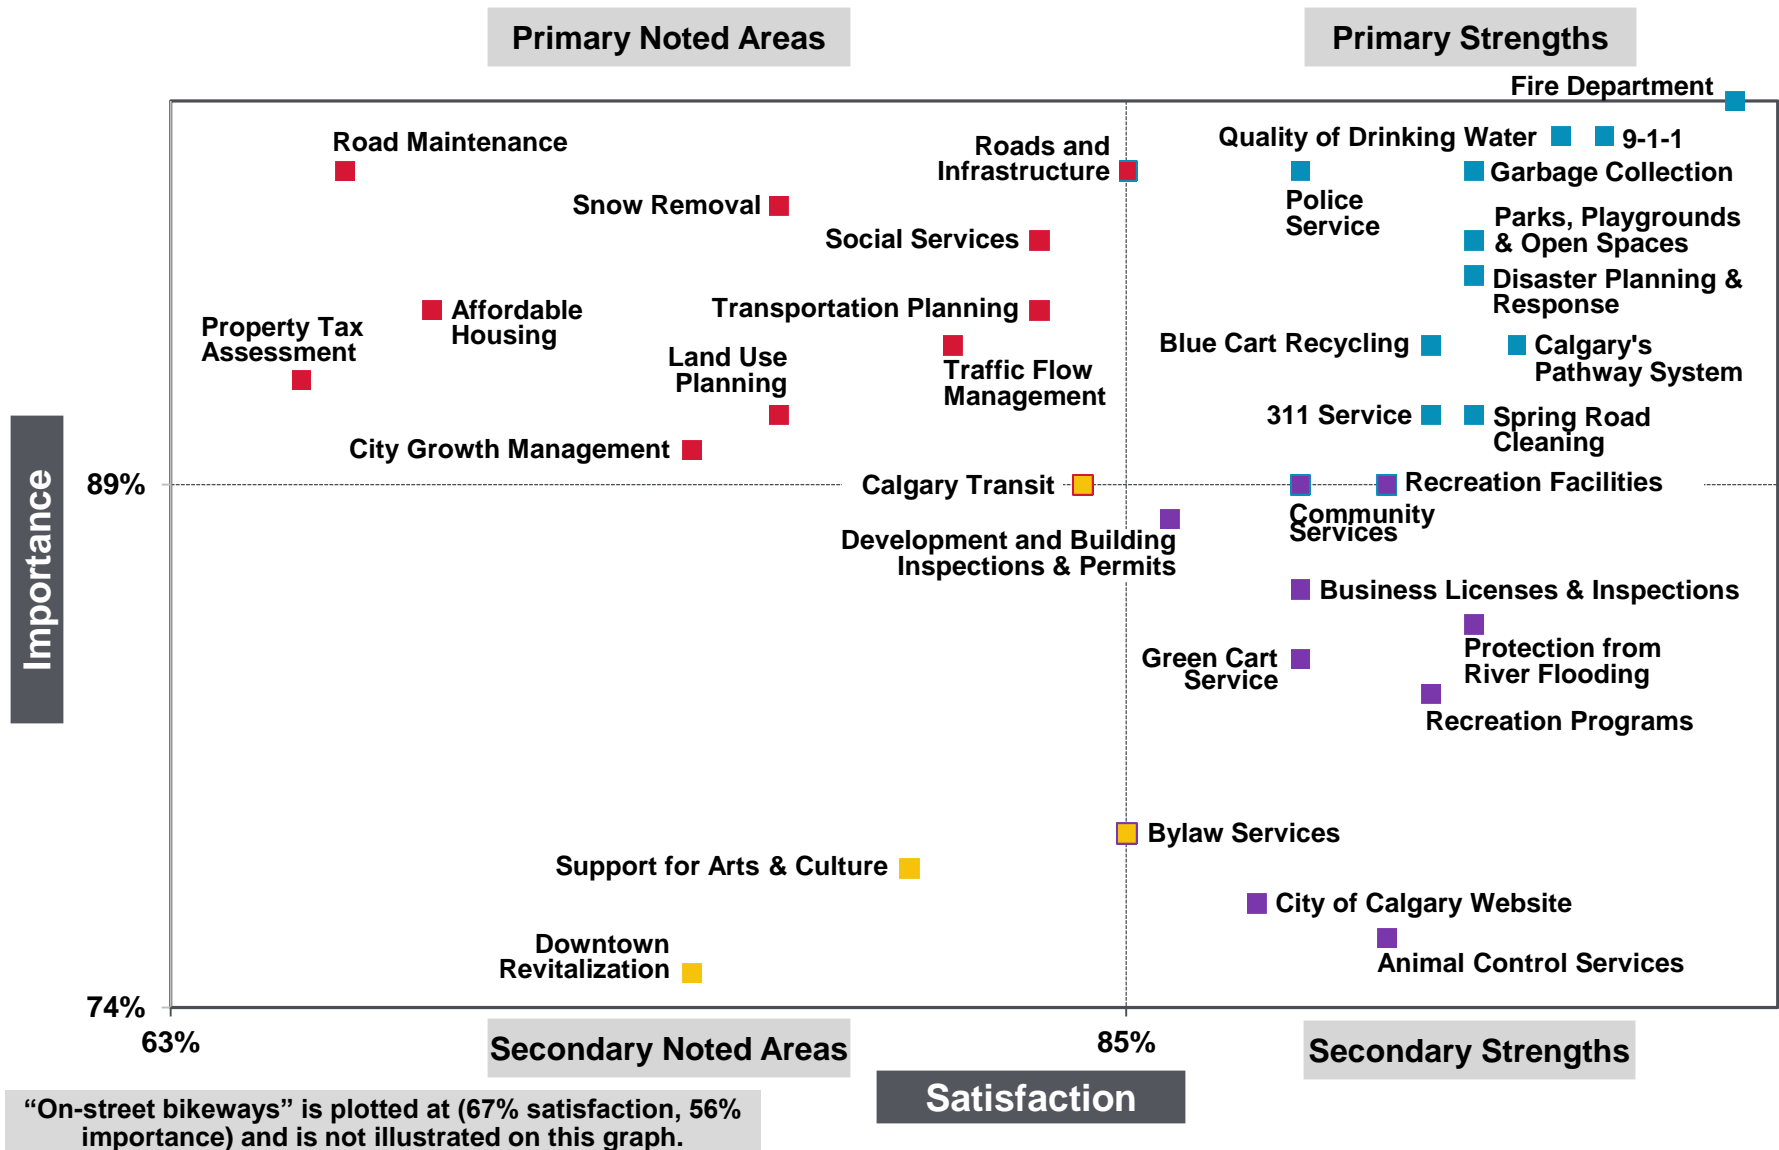 Primary Noted Areas
Primary Strengths
Fire Department
Road Maintenance
Roads and
Infrastructure
Quality of Drinking Water
9-1-1
Garbage Collection
Snow Removal
Police
Service
Social Services
Parks, Playgrounds
& Open Spaces
Disaster Planning &
Response
Affordable
Housing
Transportation Planning
Property Tax
Assessment
Land Use
Planning
Traffic Flow
Management
Blue Cart Recycling
Calgary's
Pathway System
311 Service
Spring Road
Cleaning
City Growth Management
Importance
89%
Calgary Transit
Recreation Facilities
Community
Services
Development and Building
Inspections & Permits
Business Licenses & Inspections
Protection from
River Flooding
Green Cart
Service
Recreation Programs
Bylaw Services
Support for Arts & Culture
City of Calgary Website
Downtown
Revitalization
Animal Control Services
74%
63%
85%
Secondary Noted Areas
Secondary Strengths
Satisfaction
“On-street bikeways” is plotted at (67% satisfaction, 56%
importance) and is not illustrated on this graph.